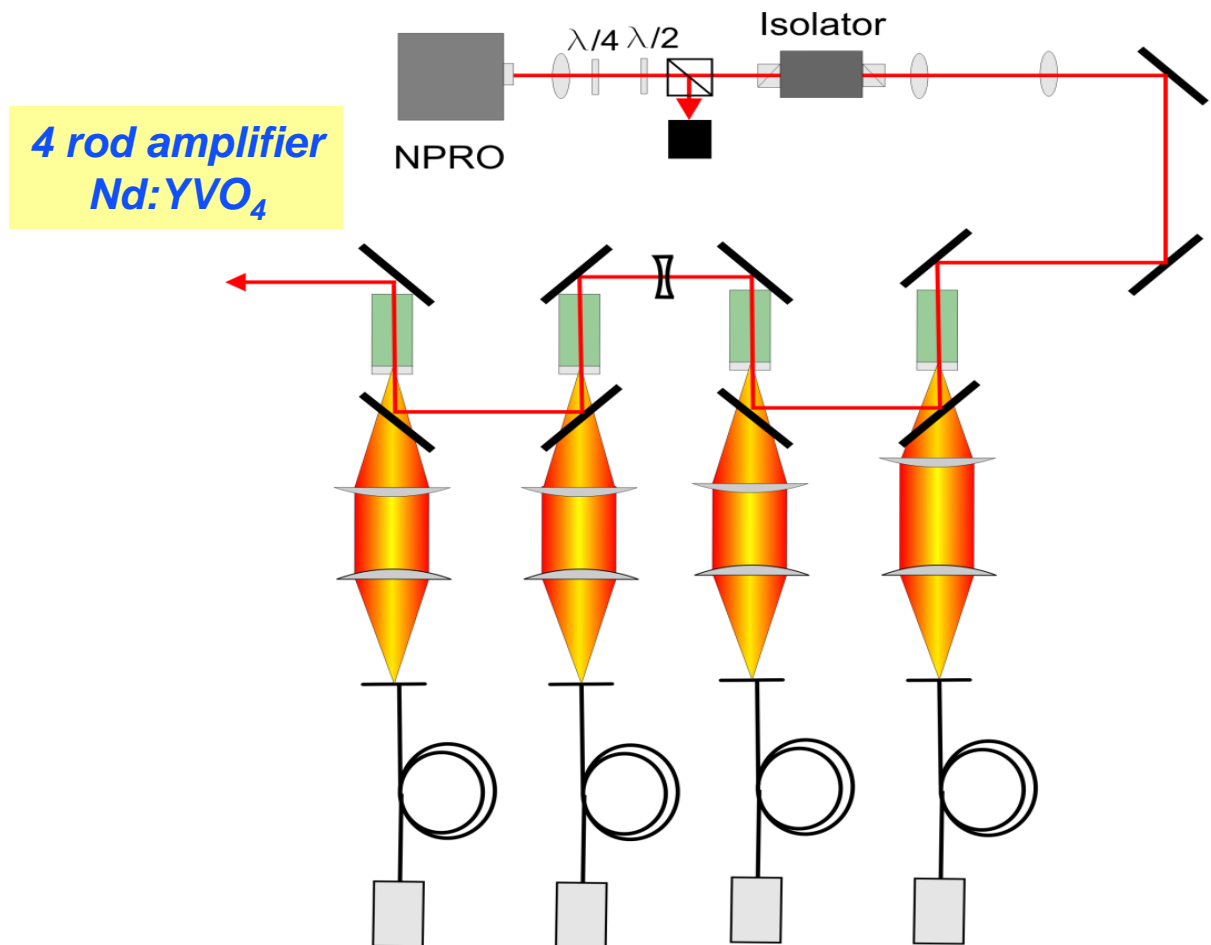 Isolator
λ/4 λ/2
NPRO
4 rod amplifier
Nd:YVO₄